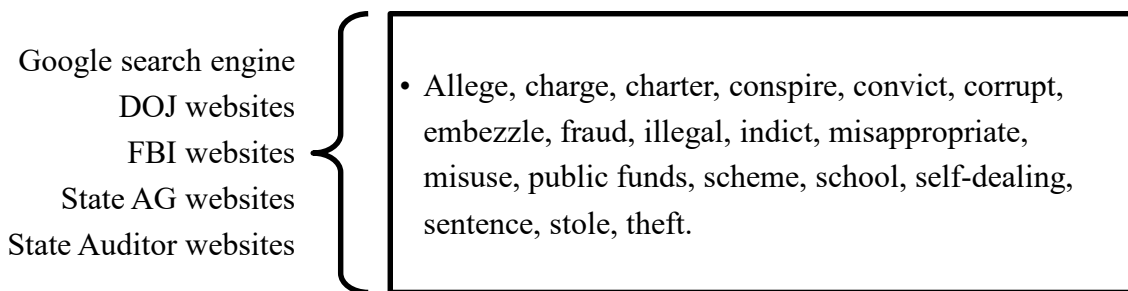 Google search engine
DOJ websites
FBI websites
State AG websites
State Auditor websites
• Allege, charge, charter, conspire, convict, corrupt,
embezzle, fraud, illegal, indict, misappropriate,
misuse, public funds, scheme, school, self-dealing,
sentence, stole, theft.